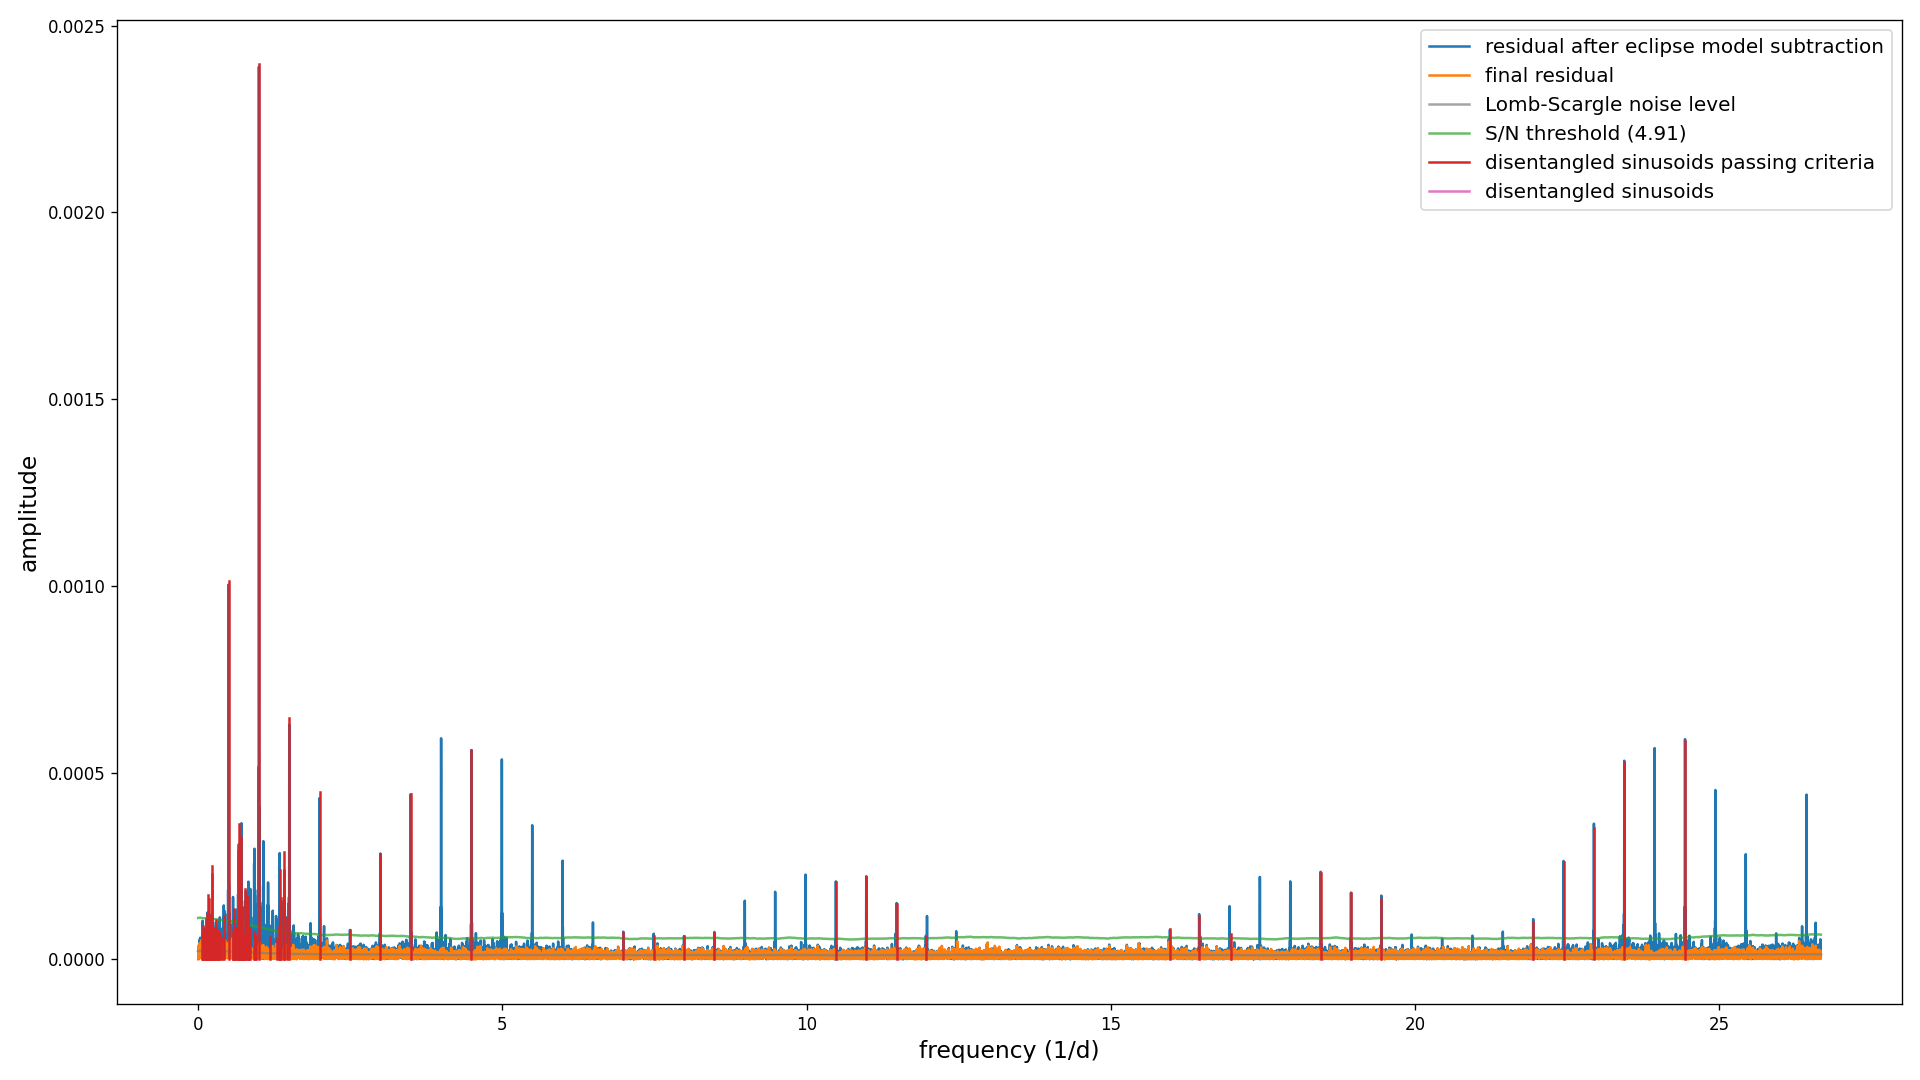 0.0025
0.0020
0.0015
0.0010
0.0005
0.0000
amplitude
0
5
10
15
20
25
frequency (1/d)
residual after eclipse model subtraction
final residual
Lomb-Scargle noise level
S/N threshold (4.91)
disentangled sinusoids passing criteria
disentangled sinusoids